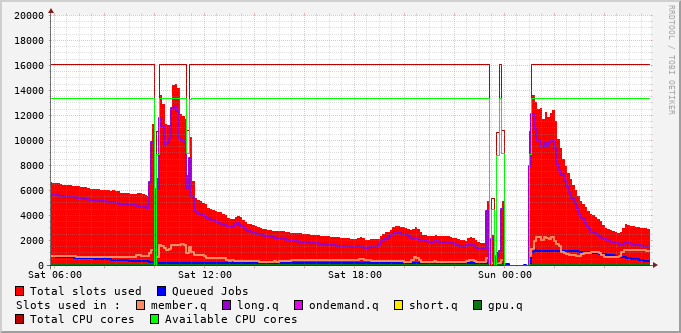 20000
18000
16000
14000
12000
10000
8000
6000
4000
2000
0
Sat 06:00 Sat 12:00 Sat 18:00 Sun 00:00
RRDTOOL / TOBI OETIKER
Total slots used Queued Jobs
Slots used in : member.q long.q ondemand.q short.q gpu.q
Total CPU cores Available CPU cores